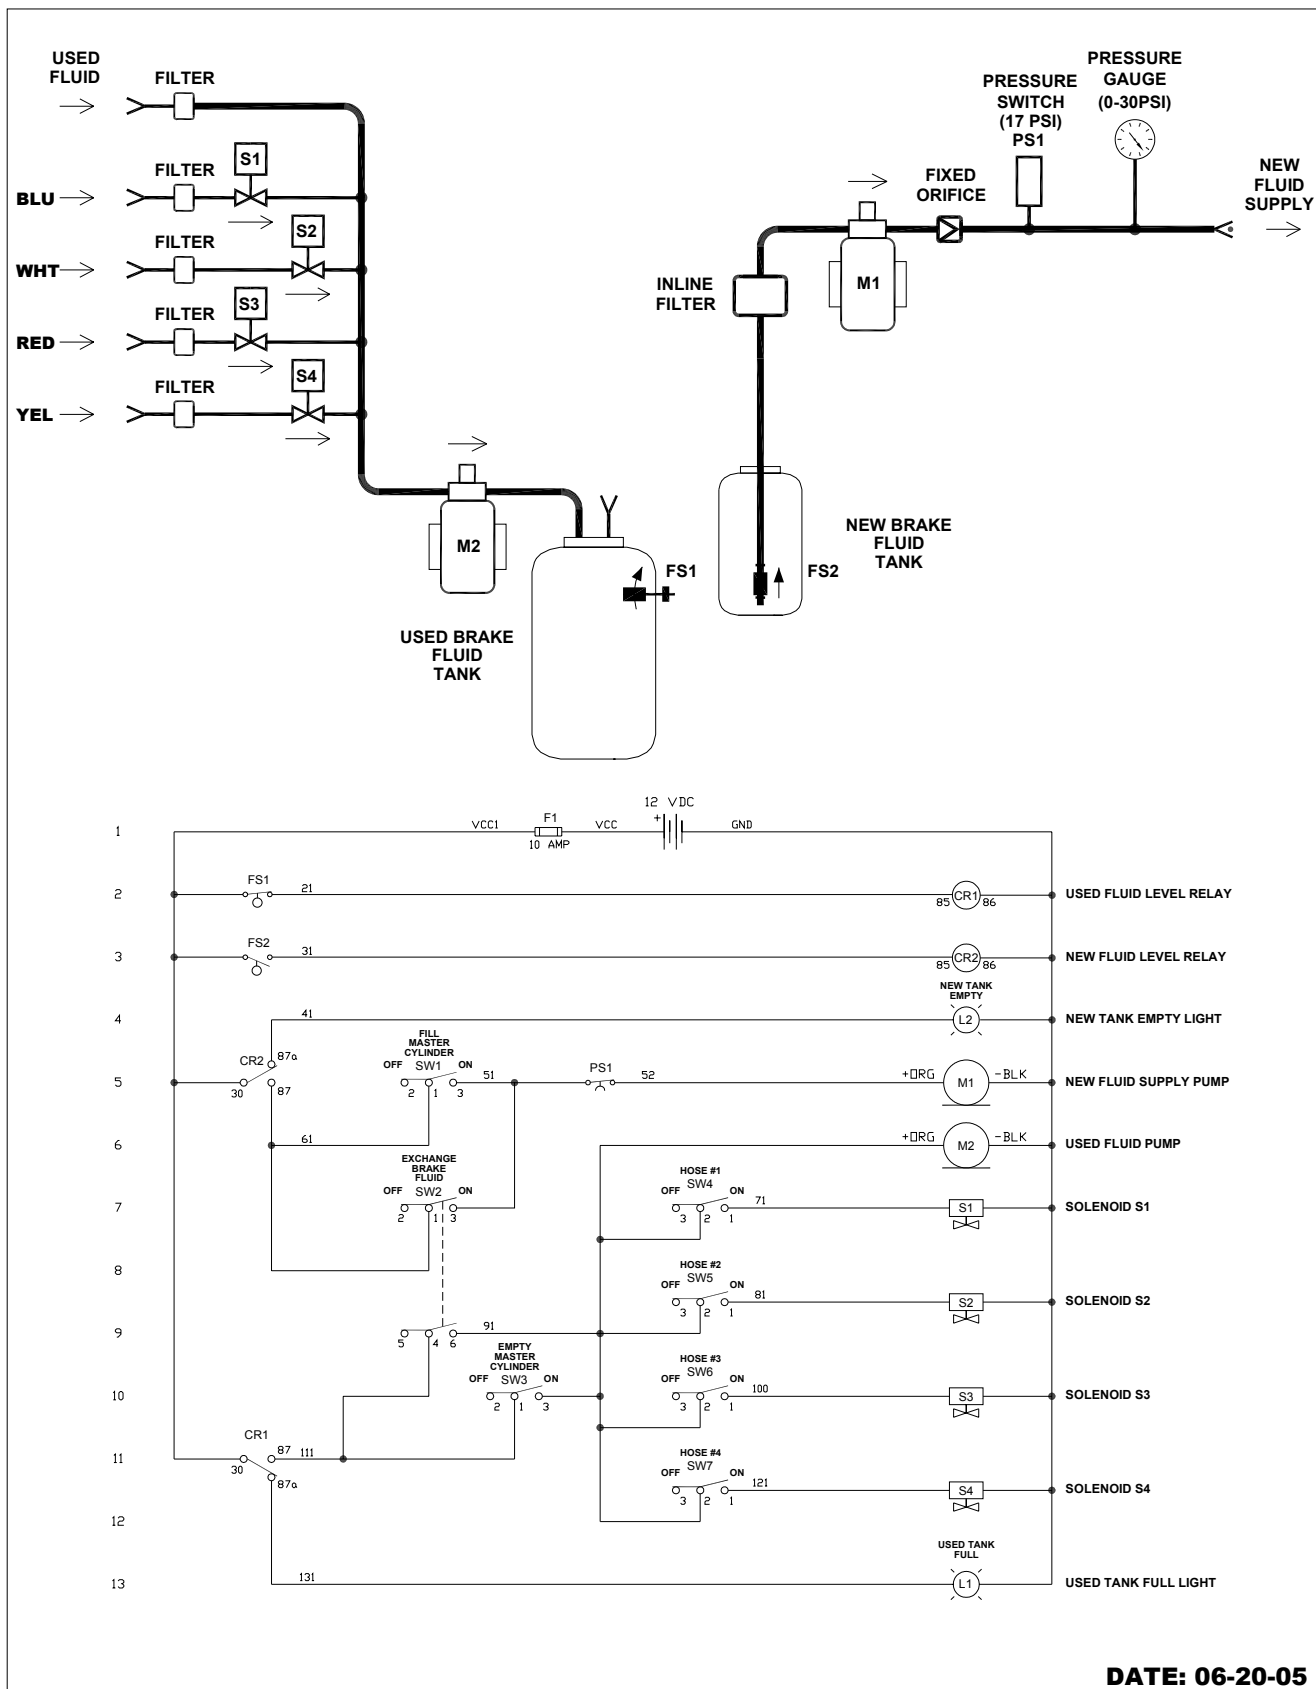 USED
FLUID
FILTER
FILTER
S1
BLU
FILTER
S2
WHT
FILTER
S3
RED
FILTER
S4
YEL
M2
USED BRAKE
FLUID
TANK
FS1
PRESSURE
SWITCH
(17 PSI)
PS1
PRESSURE
GAUGE
(0-30PSI)
FIXED
ORIFICE
NEW
FLUID
SUPPLY
INLINE
FILTER
M1
NEW BRAKE
FLUID
TANK
FS2
1
VCC1
F1
10 AMP
VCC
12 VDC
+
GND
2
FS1
21
85
CR1
86
USED FLUID LEVEL RELAY
3
FS2
31
85
CR2
86
NEW FLUID LEVEL RELAY
4
41
NEW TANK
EMPTY
L2
NEW TANK EMPTY LIGHT
5
CR2
30
87a
87
FILL
MASTER
CYLINDER
OFF SW1 ON
2 1 3
51
PS1
52
+ORG
M1
-BLK
NEW FLUID SUPPLY PUMP
6
61
+ORG
M2
-BLK
USED FLUID PUMP
7
EXCHANGE
BRAKE
FLUID
OFF SW2 ON
2 1 3
HOSE #1
OFF SW4 ON
3 2 1
71
S1
SOLENOID S1
8
HOSE #2
OFF SW5 ON
3 2 1
81
S2
SOLENOID S2
9
5 4 6
91
10
EMPTY
MASTER
CYLINDER
OFF SW3 ON
2 1 3
HOSE #3
OFF SW6 ON
3 2 1
100
S3
SOLENOID S3
11
CR1
30
87
87a
111
HOSE #4
OFF SW7 ON
3 2 1
121
S4
SOLENOID S4
12
13
131
USED TANK
FULL
L1
USED TANK FULL LIGHT
DATE: 06-20-05